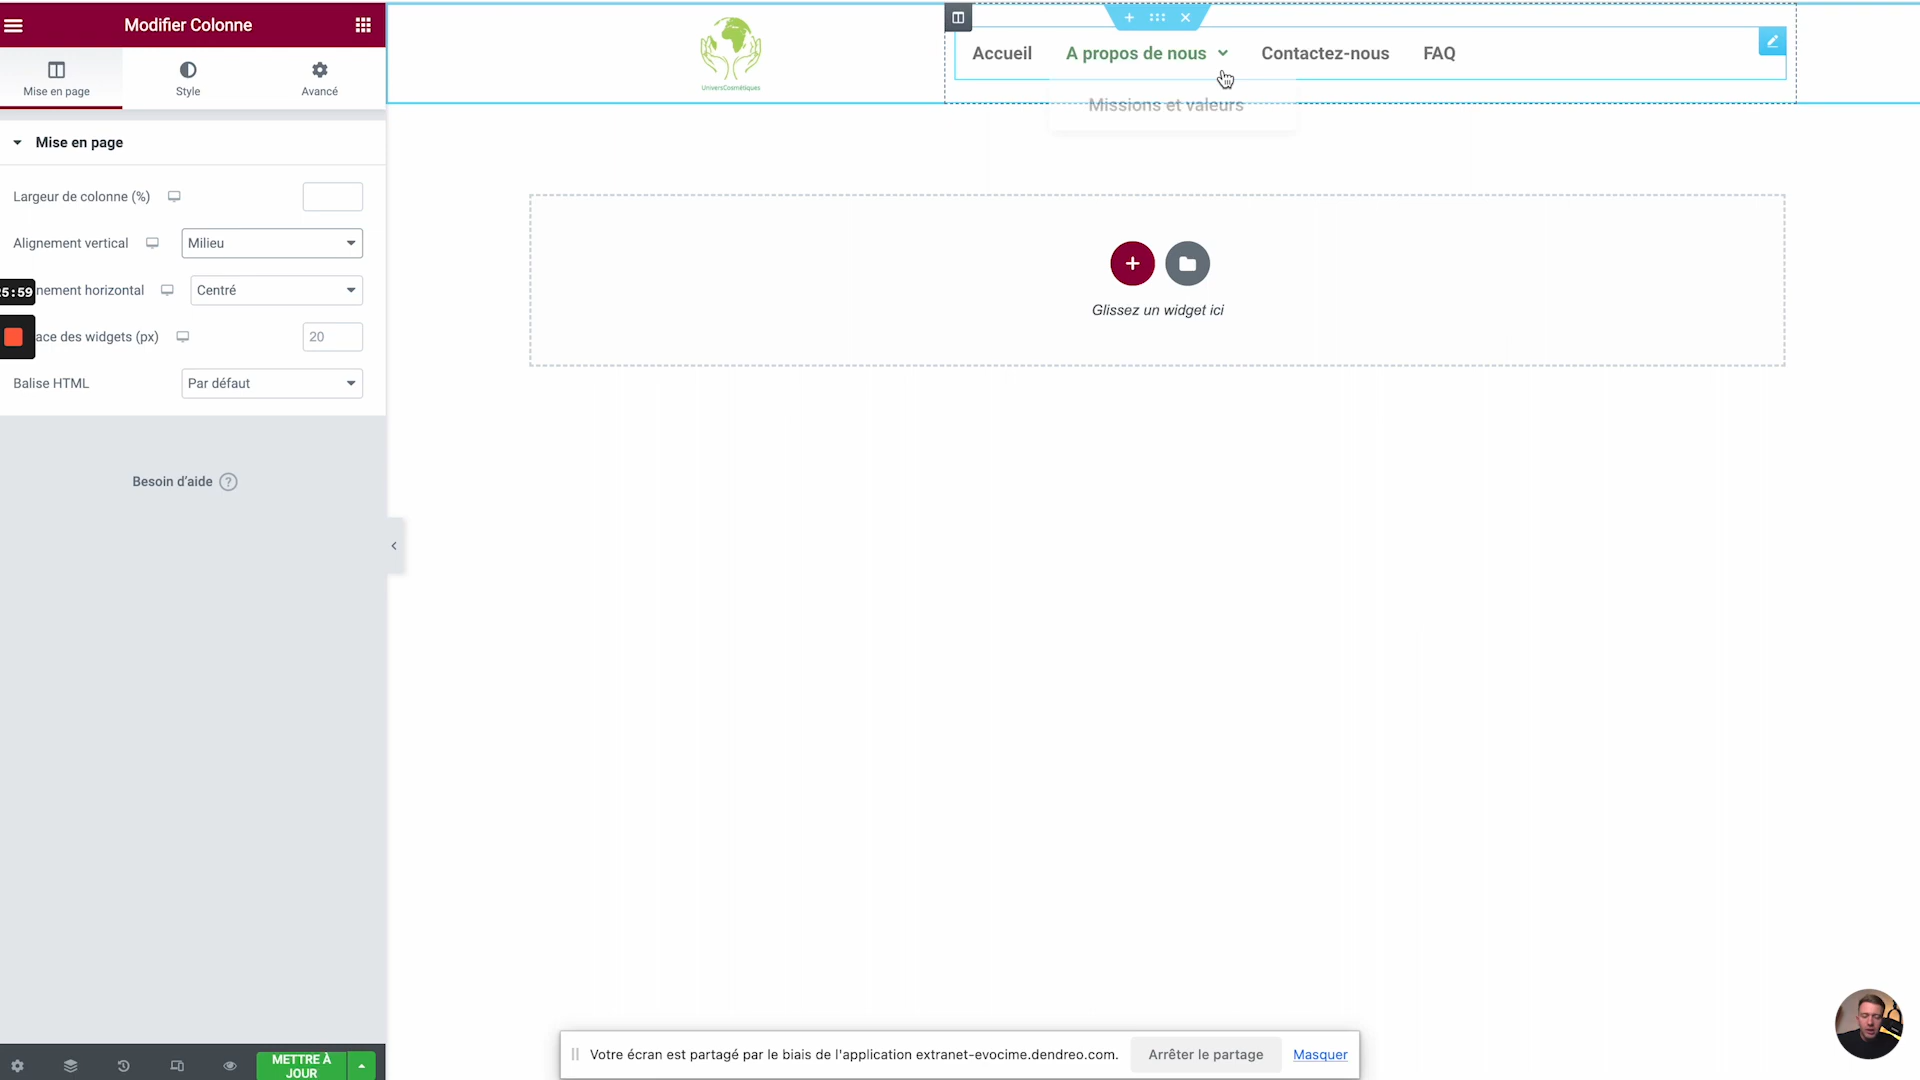 Modifier Colonne
Mise en page
Style
Avancé
Mise en page
Largeur de colonne (%)
Alignement vertical
Milieu
5:59
nement horizontal
Centré
ace des widgets (px)
20
Balise HTML
Par défaut
Besoin d'aide ?
METTRE À
JOUR
UniversCosmétiques
Accueil
A propos de nous
Contactez-nous
FAQ
Missions et valeurs
Glissez un widget ici
Votre écran est partagé par le biais de l'application extranet-evocime.dendreo.com.
Arrêter le partage
Masquer